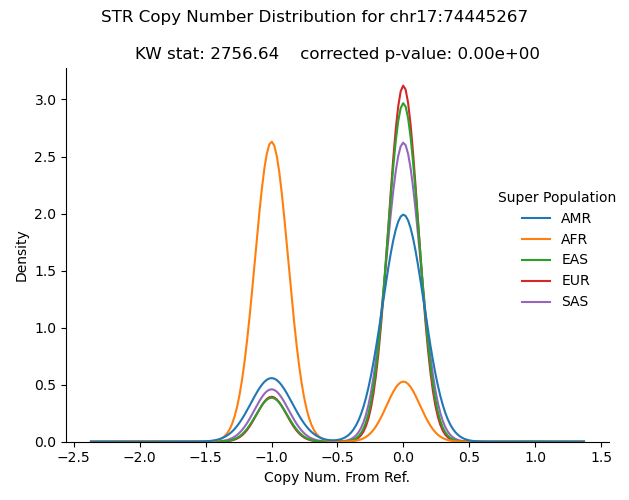 STR Copy Number Distribution for chr17:74445267
KW stat: 2756.64    corrected p-value: 0.00e+00
3.0
2.5
2.0
1.5
1.0
0.5
0.0
Density
Super Population
AMR
AFR
EAS
EUR
SAS
−2.5 −2.0 −1.5 −1.0 −0.5 0.0 0.5 1.0 1.5
Copy Num. From Ref.